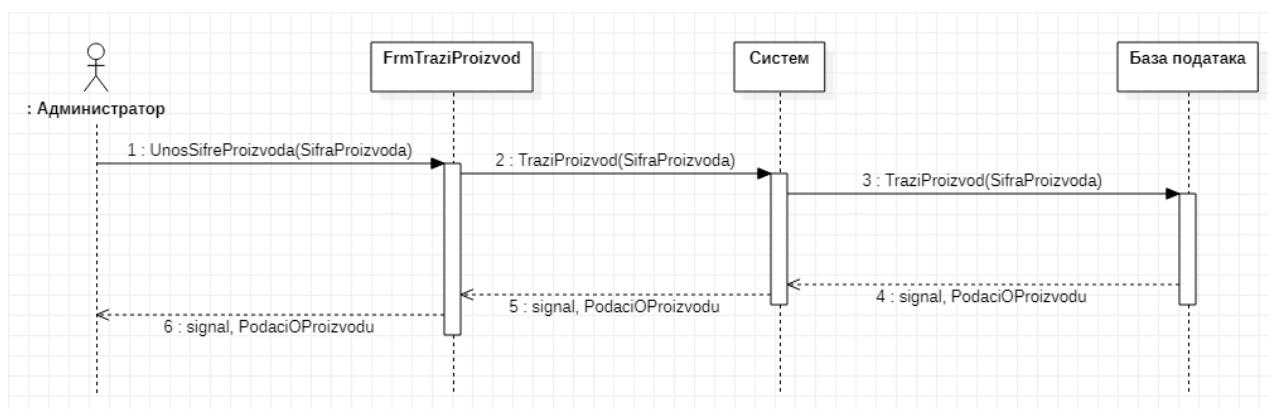 FrmTraziProizvod
Систем
База података
: Администратор
1 : UnosSifreProizvoda(SifraProizvoda)
2 : TraziProizvod(SifraProizvoda)
3 : TraziProizvod(SifraProizvoda)
4 : signal, PodaciOProizvodu
5 : signal, PodaciOProizvodu
6 : signal, PodaciOProizvodu